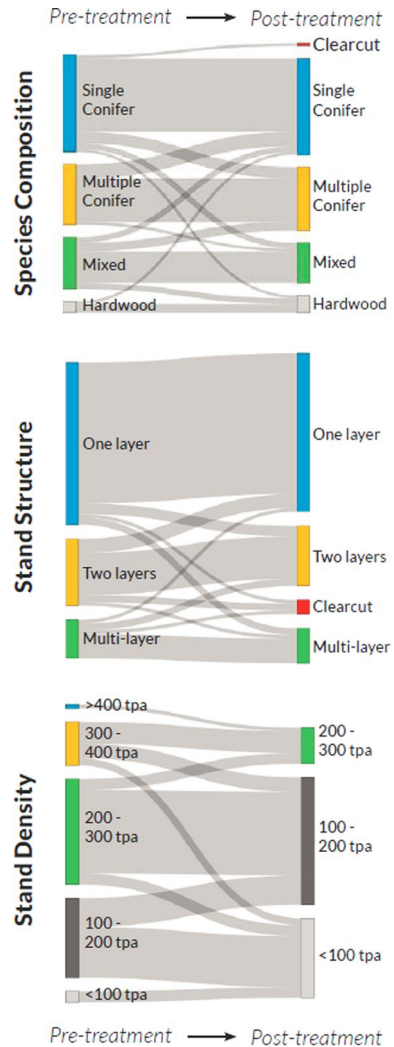 Pre-treatment → Post-treatment
Species Composition
Clearcut
Single
Conifer
Single
Conifer
Multiple
Conifer
Multiple
Conifer
Mixed
Mixed
Hardwood
Hardwood
Stand Structure
One layer
One layer
Two layers
Two layers
Clearcut
Multi-layer
Multi-layer
Stand Density
>400 tpa
300 -
400 tpa
200 -
300 tpa
200 -
300 tpa
100 -
200 tpa
100 -
200 tpa
<100 tpa
<100 tpa
Pre-treatment → Post-treatment